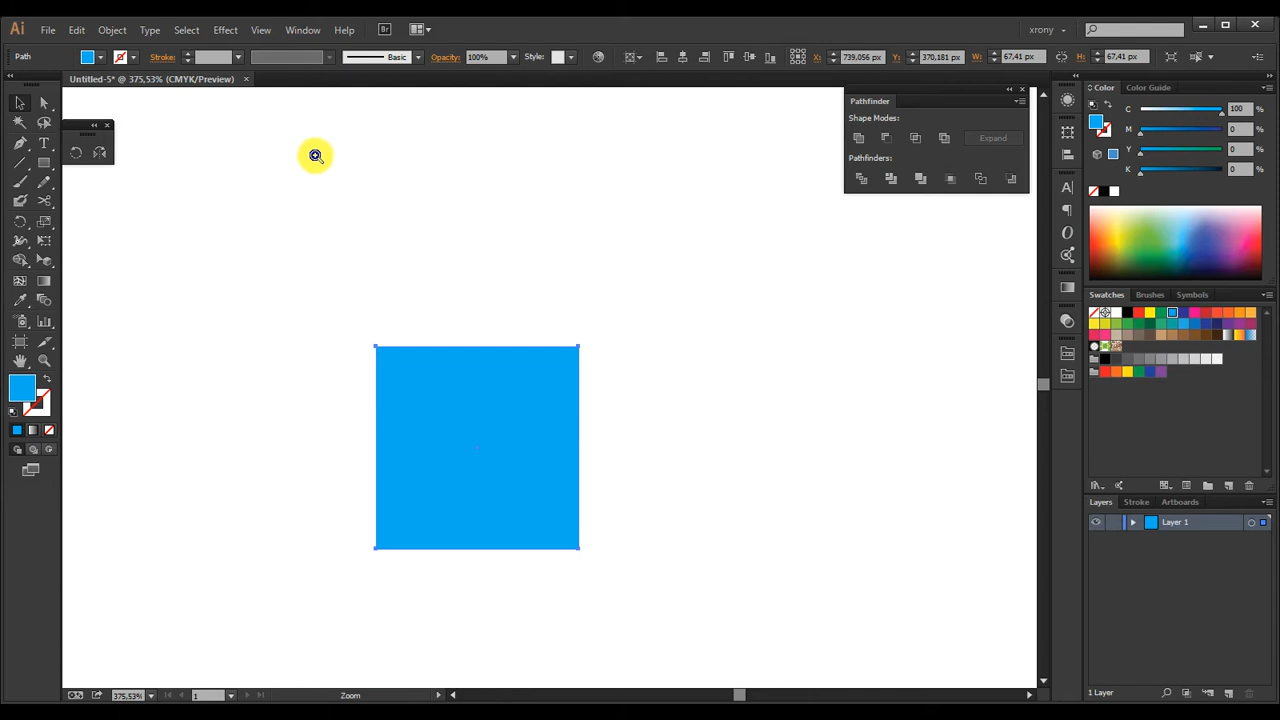 Ai File Edit Object Type Select Effect View Window Help Br xrony
Path Stroke: Basic Opacity: 100% Style: X: 739,056 px Y: 370,181 px W: 67,41 px H: 67,41 px
Untitled-5* @ 375,53% (CMYK/Preview)
Pathfinder
Shape Modes:
Expand
Pathfinders:
Color Color Guide
C 100 %
M 0 %
Y 0 %
K 0 %
Swatches Brushes Symbols
Layers Stroke Artboards
Layer 1
1 Layer
375,53% 1 Zoom